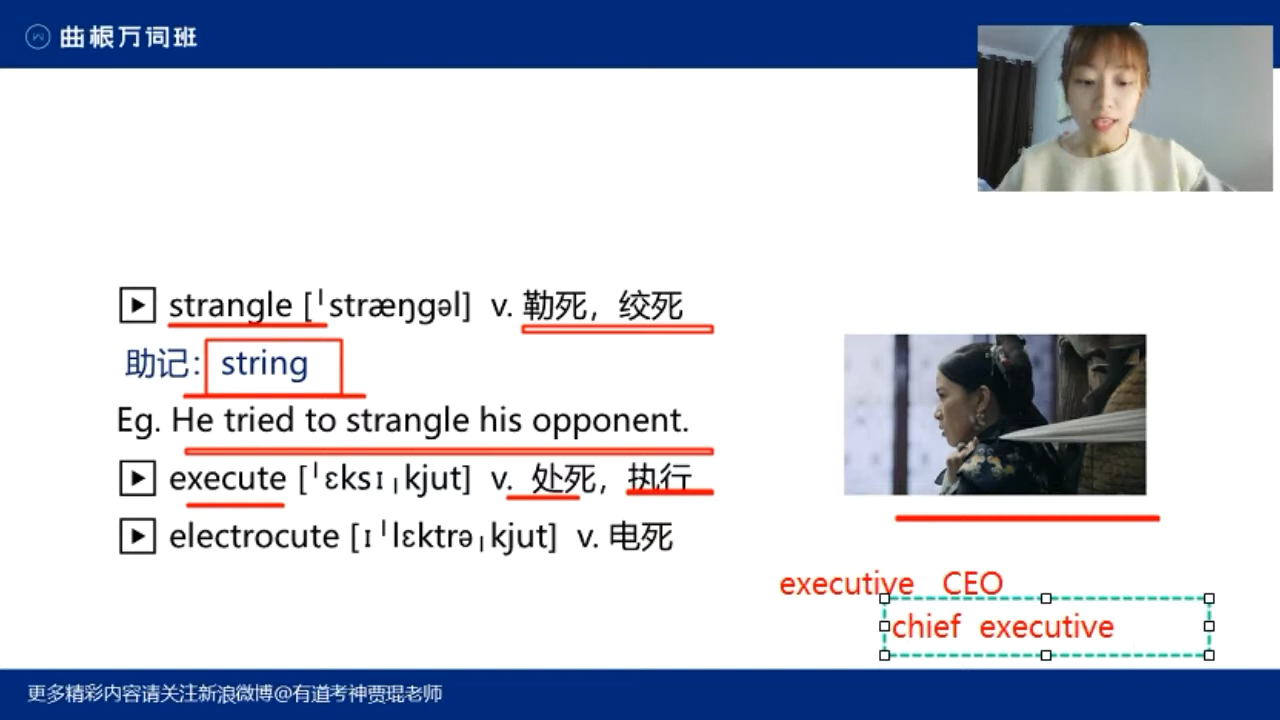 曲根万词班
strangle [ˈstræŋgəl] v. 勒死，绞死
助记：string
Eg. He tried to strangle his opponent.
execute [ˈɛksɪˌkjut] v. 处死，执行
electrocute [ɪˈlɛktrəˌkjut] v. 电死
executive CEO
chief executive
更多精彩内容请关注新浪微博@有道考神贾琨老师